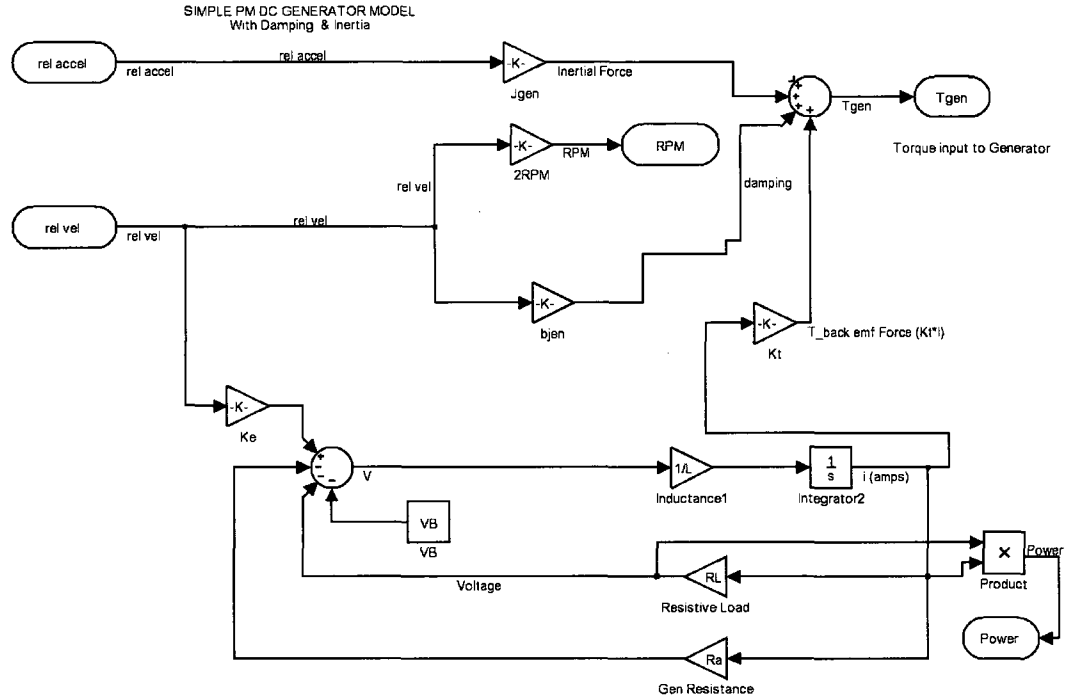 SIMPLE PM DC GENERATOR MODEL
With Damping & Inertia
rel accel
rel accel
rel accel
-K-
Jgen
Inertial Force
+
+
+
+
Tgen
Tgen
Torque input to Generator
-K-
2RPM
RPM
RPM
rel vel
damping
rel vel
rel vel
rel vel
-K-
bjen
-K-
Kt
T_back emf Force (Kt*i)
-K-
Ke
+
-
-
-
V
1/L
Inductance1
1
s
Integrator2
i (amps)
VB
VB
Voltage
RL
Resistive Load
×
Product
Power
Power
Ra
Gen Resistance